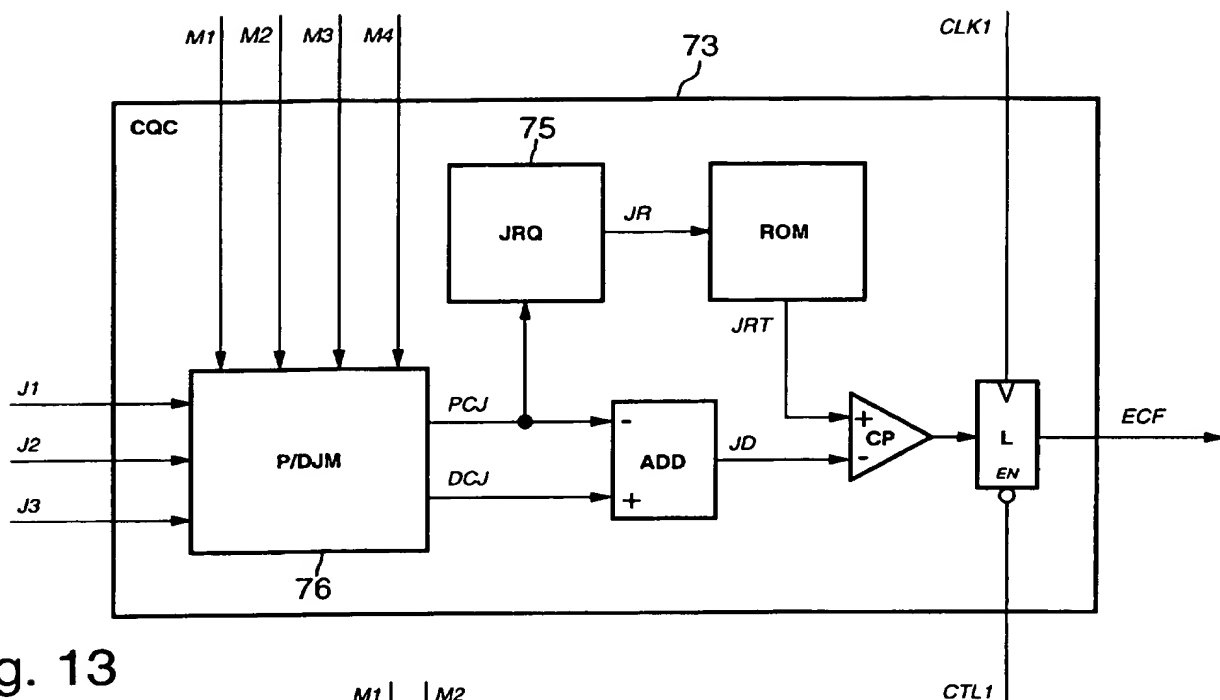 M1 M2 M3 M4 CLK1
73
CQC
75
JRQ JR ROM
JRT
J1 PCJ - + CP L ECF
J2 P/DJM ADD JD -
J3 DCJ + EN
76
g. 13
M1 M2 CTL1